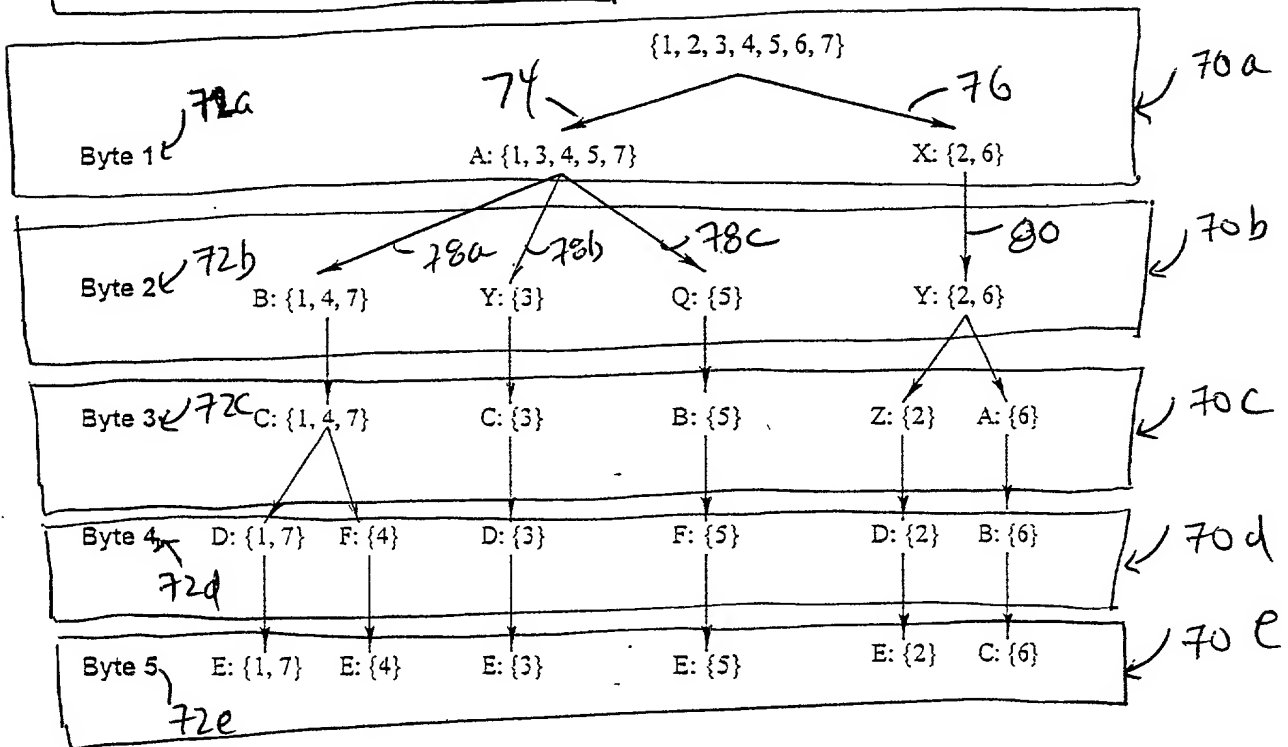 {1, 2, 3, 4, 5, 6, 7}
70a
74
76
72a
Byte 1
A: {1, 3, 4, 5, 7}
X: {2, 6}
70b
72b
78a
78b
78c
80
Byte 2
B: {1, 4, 7}
Y: {3}
Q: {5}
Y: {2, 6}
70c
Byte 3
72c
C: {1, 4, 7}
C: {3}
B: {5}
Z: {2}
A: {6}
Byte 4
D: {1, 7}
F: {4}
D: {3}
F: {5}
D: {2}
B: {6}
70d
72d
70e
Byte 5
E: {1, 7}
E: {4}
E: {3}
E: {5}
E: {2}
C: {6}
72e